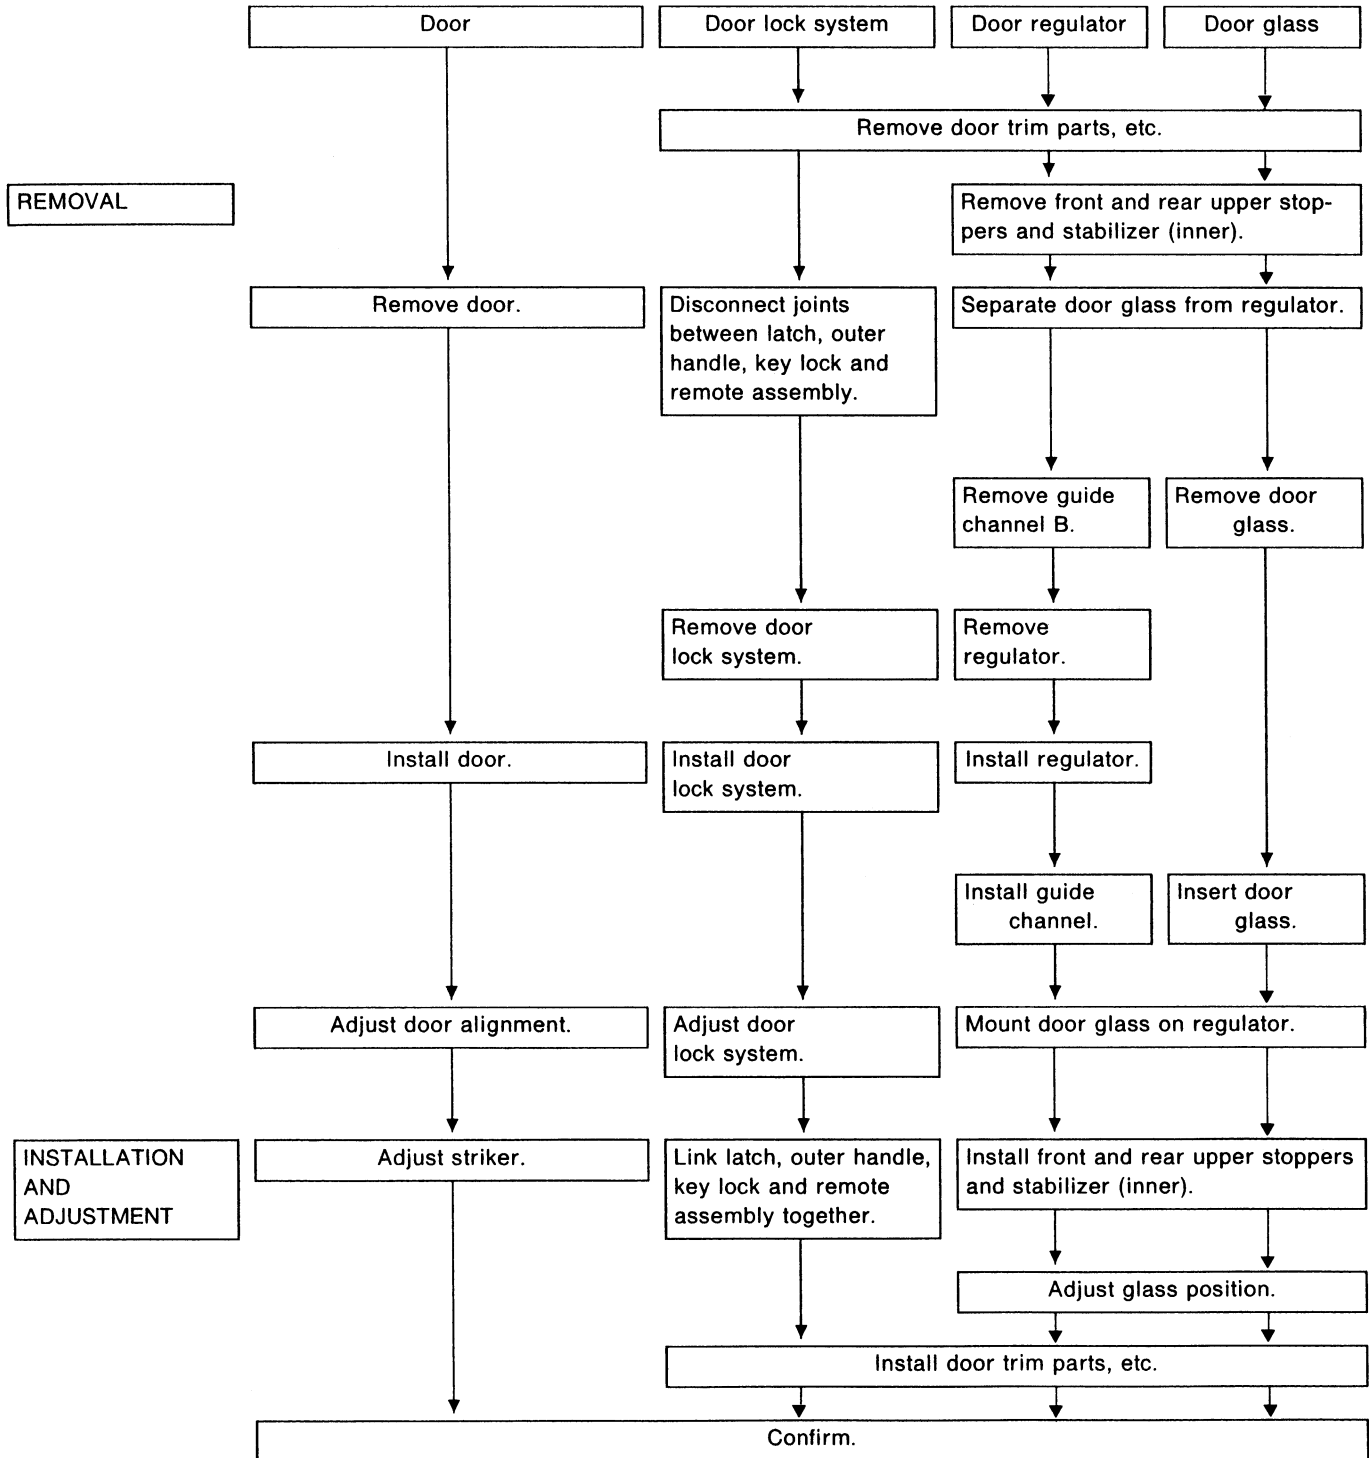 Door
Door lock system
Door regulator
Door glass
Remove door trim parts, etc.
REMOVAL
Remove front and rear upper stop-
pers and stabilizer (inner).
Remove door.
Disconnect joints
between latch, outer
handle, key lock and
remote assembly.
Separate door glass from regulator.
Remove guide
channel B.
Remove door
glass.
Remove door
lock system.
Remove
regulator.
Install door.
Install door
lock system.
Install regulator.
Install guide
channel.
Insert door
glass.
Adjust door alignment.
Adjust door
lock system.
Mount door glass on regulator.
INSTALLATION
AND
ADJUSTMENT
Adjust striker.
Link latch, outer handle,
key lock and remote
assembly together.
Install front and rear upper stoppers
and stabilizer (inner).
Adjust glass position.
Install door trim parts, etc.
Confirm.